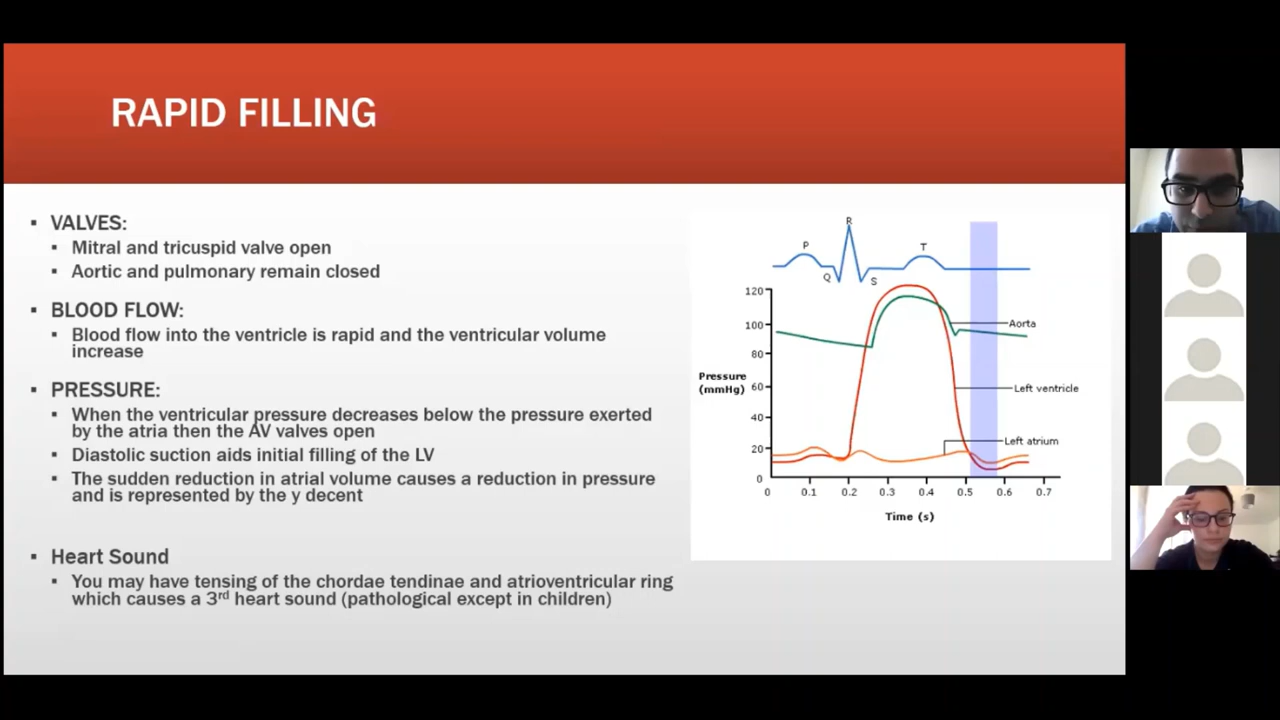 RAPID FILLING
▪ VALVES:
▪ Mitral and tricuspid valve open
▪ Aortic and pulmonary remain closed
▪ BLOOD FLOW:
▪ Blood flow into the ventricle is rapid and the ventricular volume
increase
▪ PRESSURE:
▪ When the ventricular pressure decreases below the pressure exerted
by the atria then the AV valves open
▪ Diastolic suction aids initial filling of the LV
▪ The sudden reduction in atrial volume causes a reduction in pressure
and is represented by the y decent
▪ Heart Sound
▪ You may have tensing of the chordae tendinae and atrioventricular ring
which causes a 3rd heart sound (pathological except in children)
R
P
T
Q
S
120
100
Aorta
80
Pressure
(mmHg)
60
Left ventricle
40
Left atrium
20
0
0 0.1 0.2 0.3 0.4 0.5 0.6 0.7
Time (s)